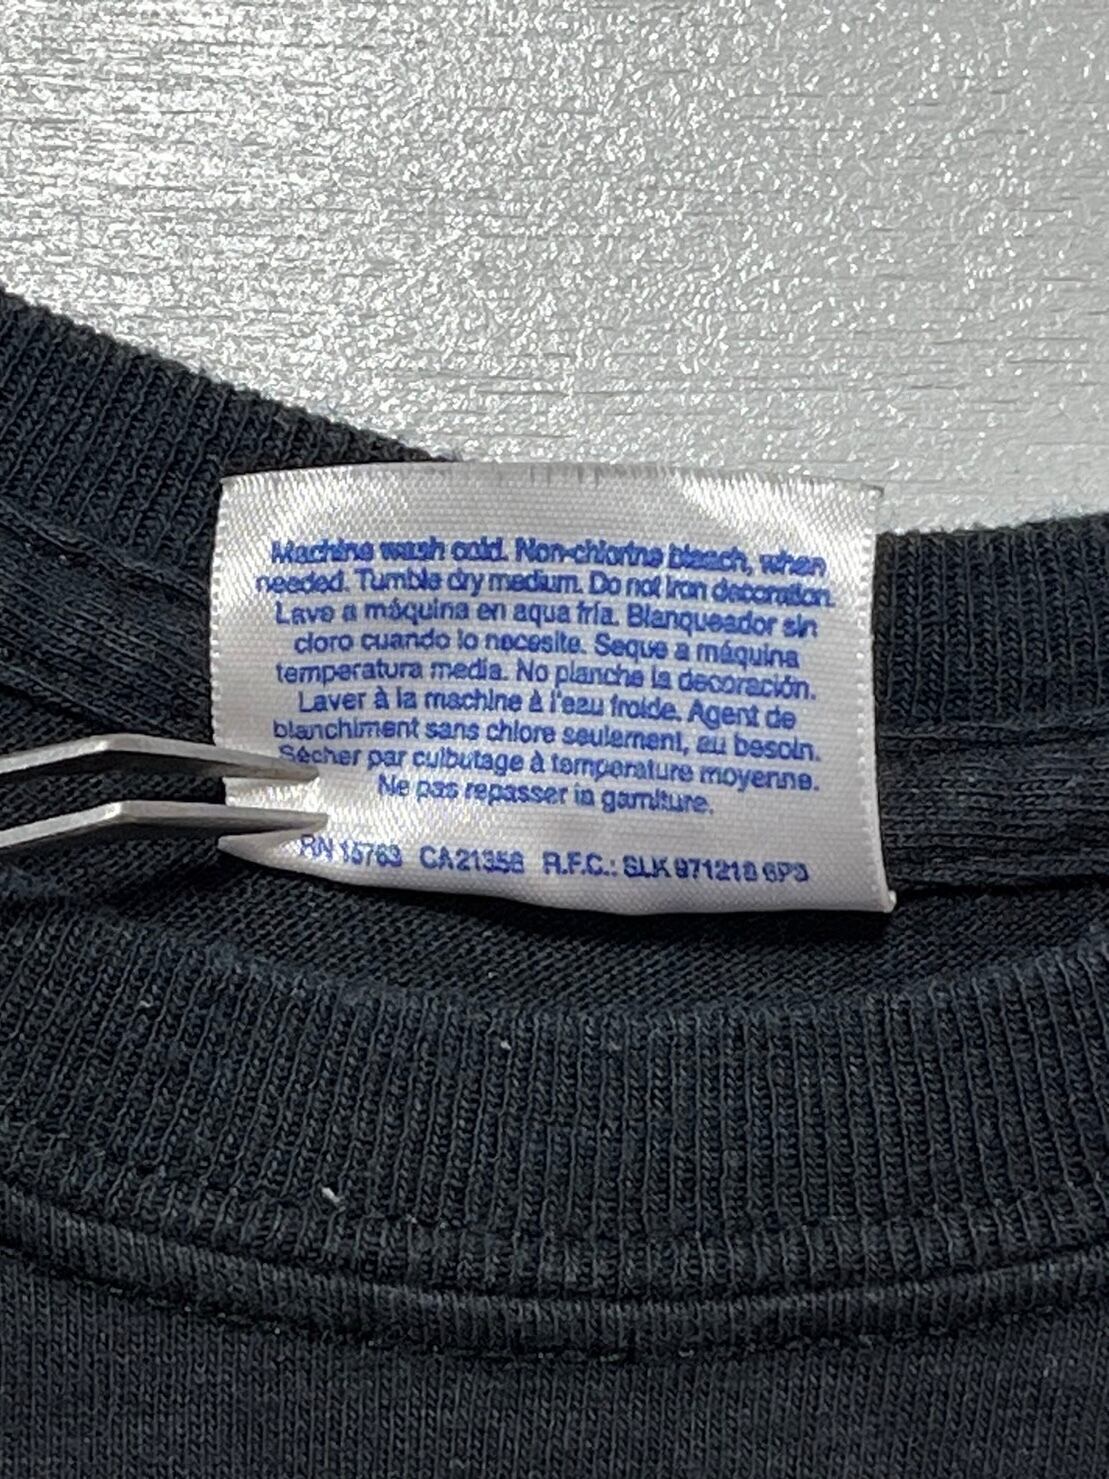 Machine wash cold. Non-chlorine bleach, when
needed. Tumble dry medium. Do not iron decoration.
Lave a máquina en aqua fría. Blanqueador sin
cloro cuando lo necesite. Seque a máquina
temperatura media. No planche la decoración.
Laver à la machine à l'eau froide. Agent de
blanchiment sans chlore seulement, au besoin.
Sécher par culbutage à température moyenne.
Ne pas repasser la garniture.
RN 15763 CA 21356 R.F.C.: SLK